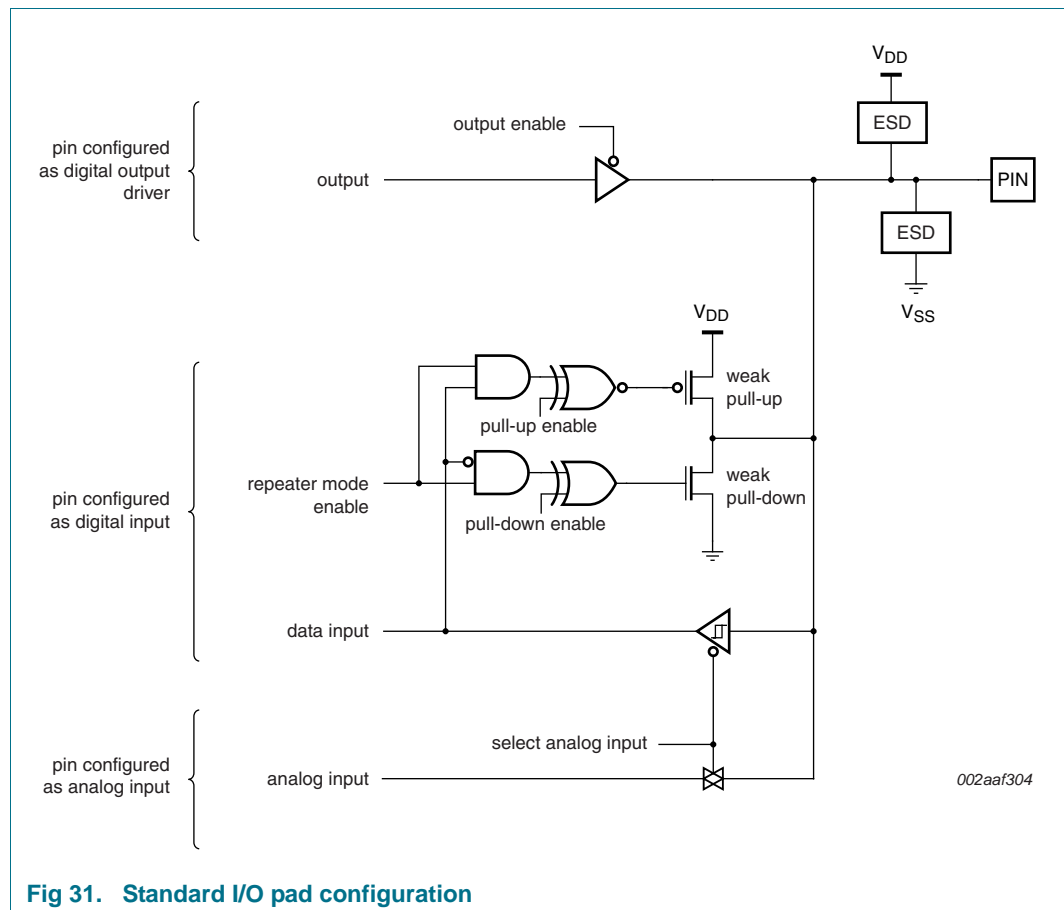 V_DD
ESD
output enable
pin configured
as digital output
driver
output
PIN
ESD
V_SS
V_DD
weak
pull-up
pull-up enable
pin configured
as digital input
repeater mode
enable
weak
pull-down
pull-down enable
data input
select analog input
pin configured
as analog input
analog input
002aaf304
Fig 31. Standard I/O pad configuration